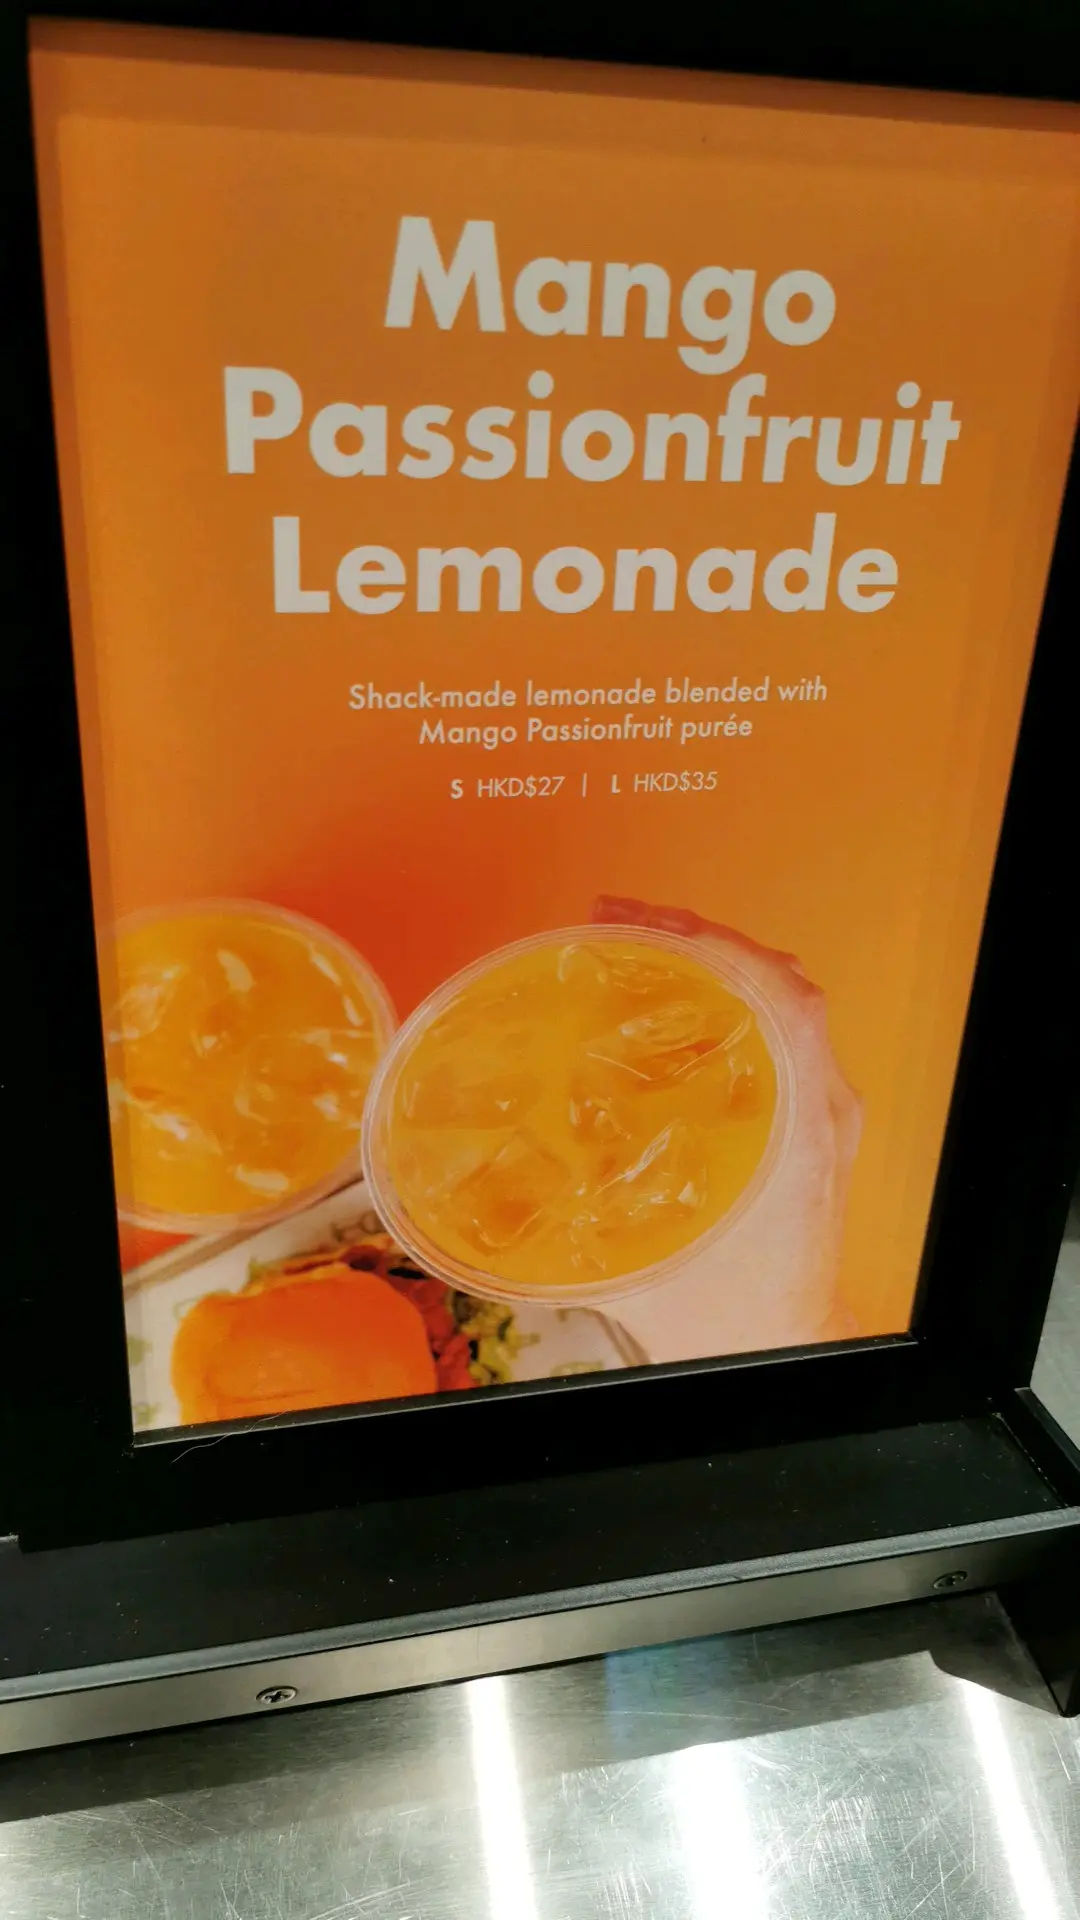 Mango
Passionfruit
Lemonade
Shack-made lemonade blended with
Mango Passionfruit purée
S HKD$27 | L HKD$35